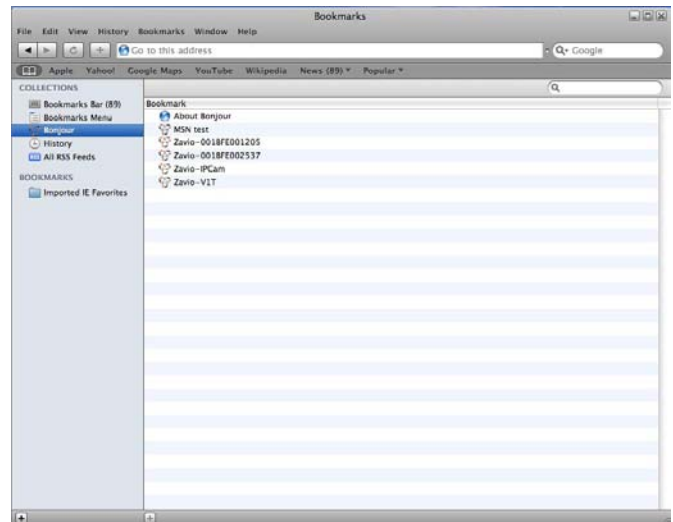 Bookmarks
File Edit View History Bookmarks Window Help
Go to this address
Google
Apple Yahoo! Google Maps YouTube Wikipedia News (89) Popular
COLLECTIONS
Bookmarks Bar (89)
Bookmarks Menu
Bonjour
History
All RSS Feeds
BOOKMARKS
Imported IE Favorites
Bookmark
About Bonjour
MSN test
Zavio-0018FE001205
Zavio-0018FE002537
Zavio-IPCam
Zavio-V1T